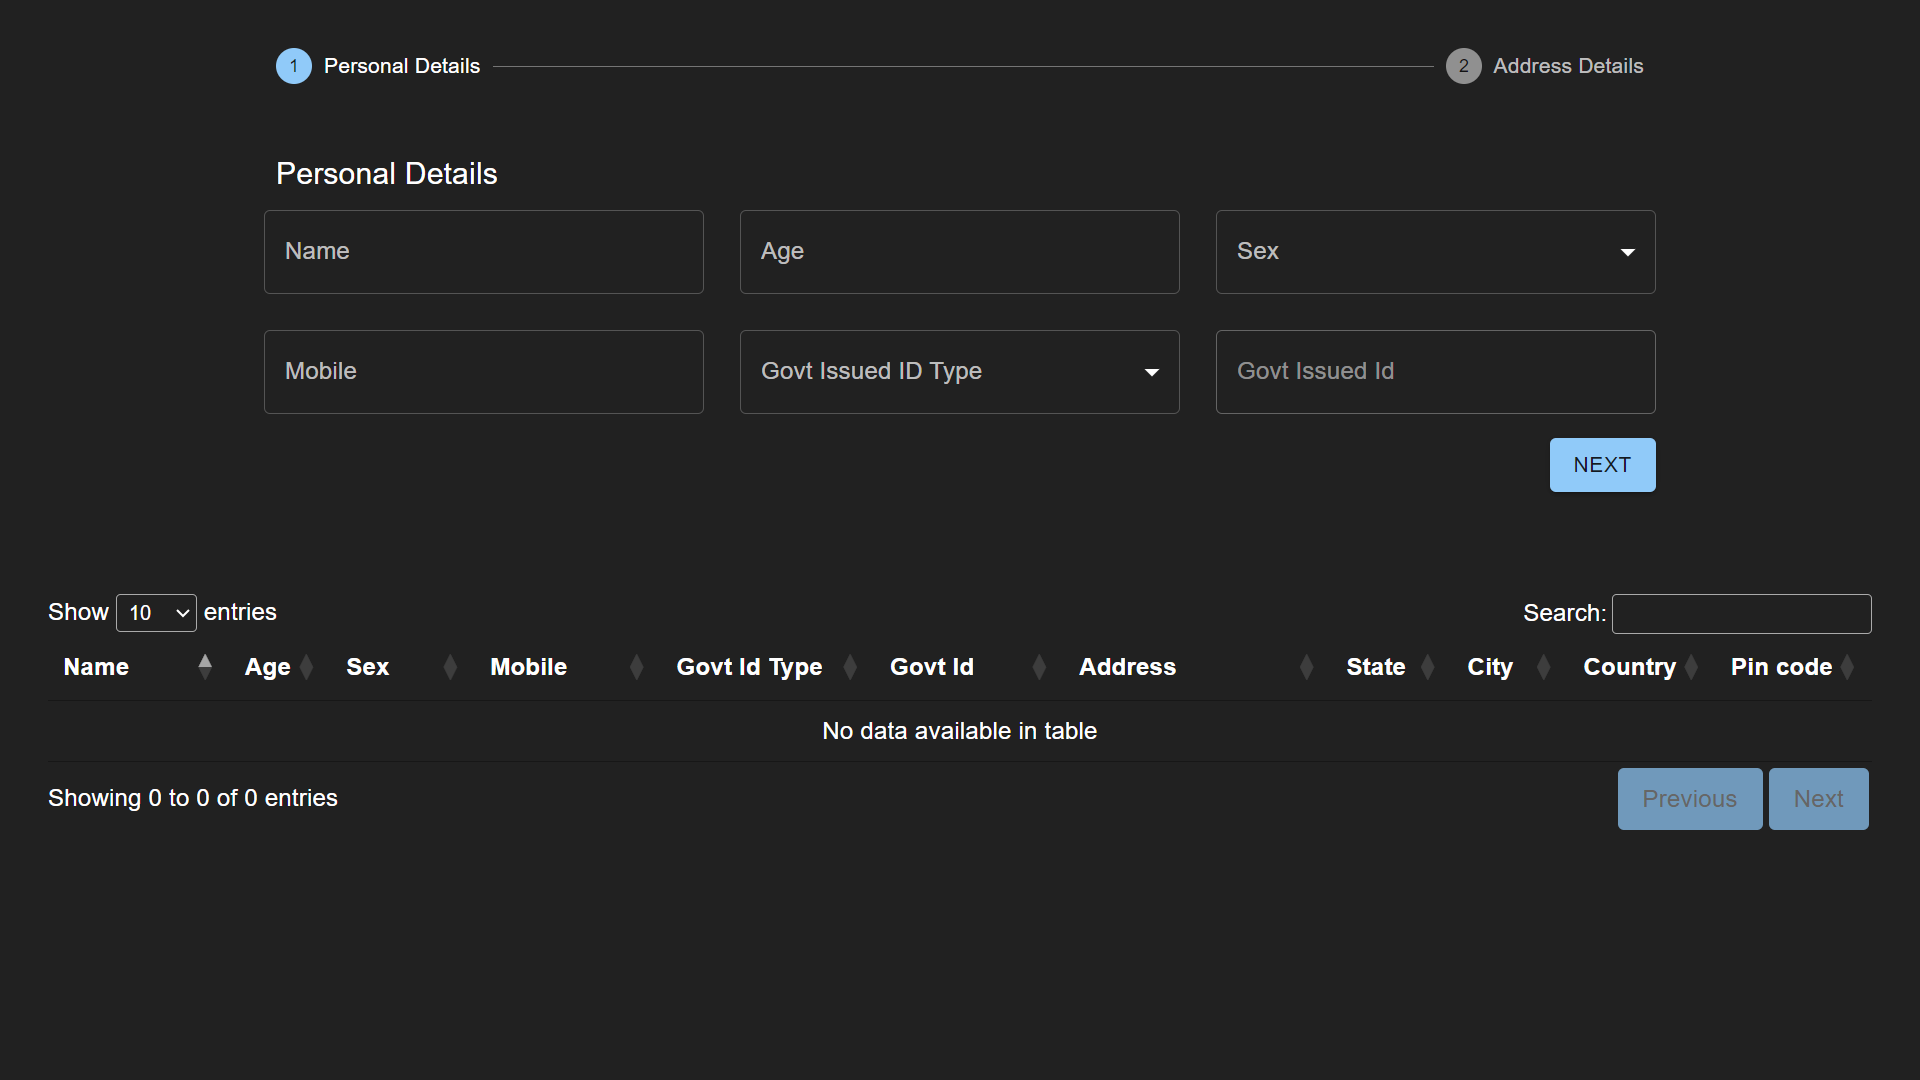 1 Personal Details 2 Address Details
Personal Details
Name Age Sex
Mobile Govt Issued ID Type Govt Issued Id
NEXT
Show 10 entries Search:
Name Age Sex Mobile Govt Id Type Govt Id Address State City Country Pin code
No data available in table
Showing 0 to 0 of 0 entries Previous Next